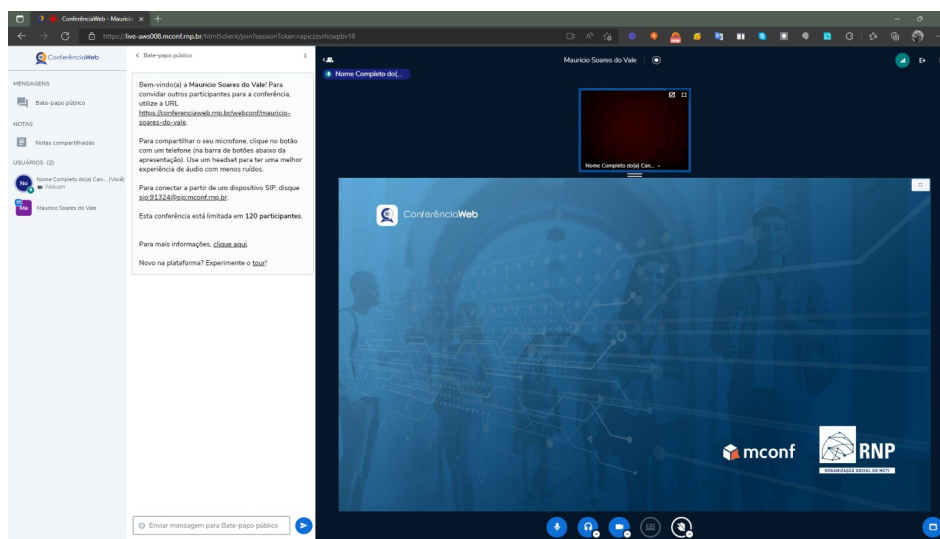 ConferênciaWeb - Mauricio
https://live-aws008.mconf.rnp.br/html5client/join?sessionToken=apiczzvrhcwpbv18
ConferênciaWeb
MENSAGENS
Bate-papo público
NOTAS
Notas compartilhadas
USUÁRIOS (2)
No
Nome Completo do(a) Can... (Você)
Webcam
Ma
Mauricio Soares do Vale
Bate-papo público
Bem-vindo(a) a Mauricio Soares do Vale! Para
convidar outros participantes para a conferência,
utilize a URL
https://conferenciaweb.rnp.br/webconf/mauricio-
soares-do-vale.
Para compartilhar o seu microfone, clique no botão
com um telefone (na barra de botões abaixo da
apresentação). Use um headset para ter uma melhor
experiência de áudio com menos ruídos.
Para conectar a partir de um dispositivo SIP, disque
sip:91324@sip.mconf.rnp.br.
Esta conferência está limitada em 120 participantes.
Para mais informações, clique aqui.
Novo na plataforma? Experimente o tour!
Enviar mensagem para Bate-papo público
Mauricio Soares do Vale
Nome Completo do(...
Nome Completo do(a) Can...
ConferênciaWeb
mconf
RNP
ORGANIZAÇÃO SOCIAL DO MCTI